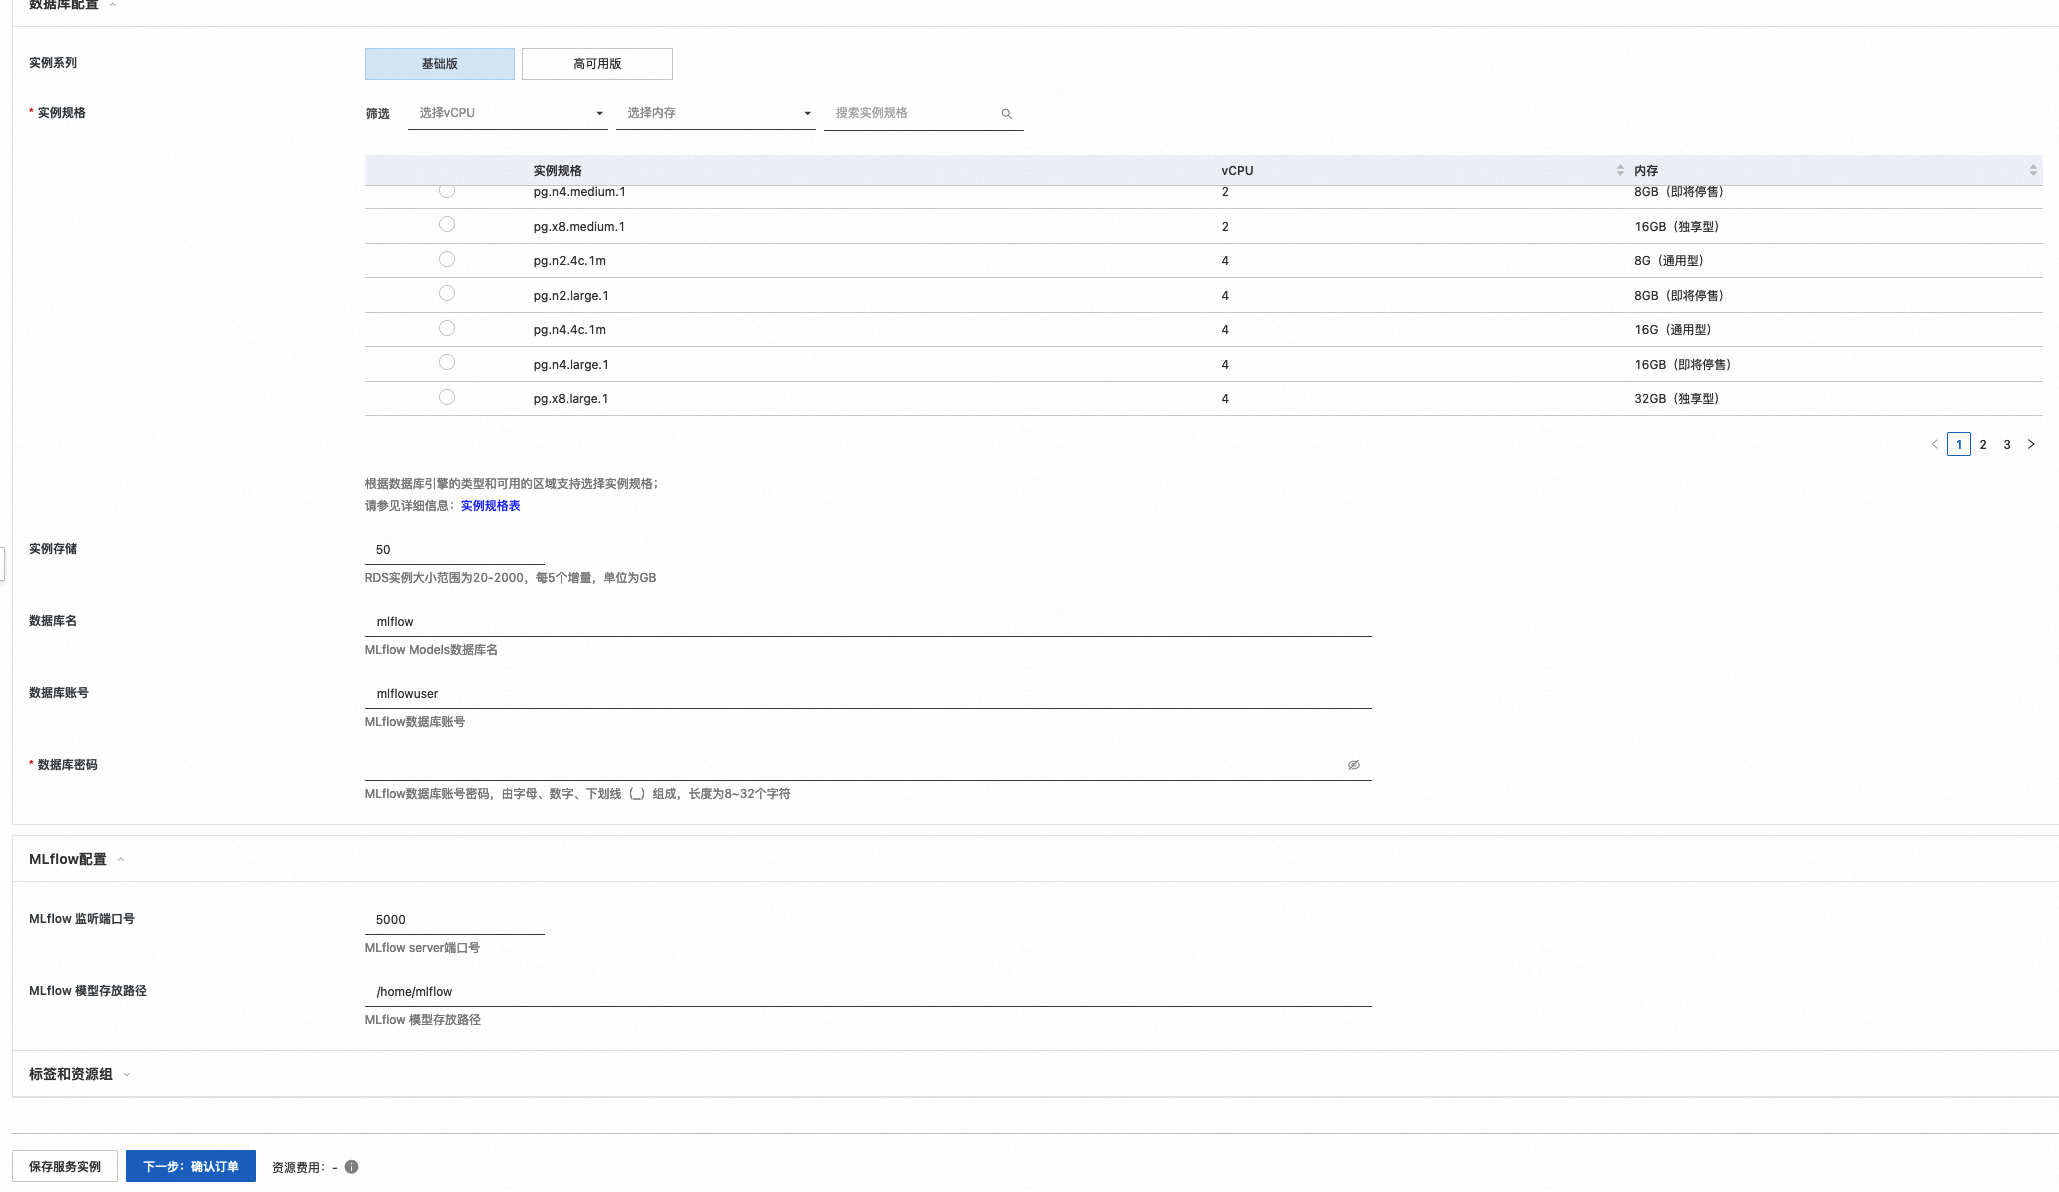 数据库配置
实例系列 基础版 高可用版
* 实例规格 筛选 选择vCPU 选择内存 搜索实例规格
实例规格 vCPU 内存
pg.n4.medium.1 2 8GB（即将停售）
pg.x8.medium.1 2 16GB（独享型）
pg.n2.4c.1m 4 8G（通用型）
pg.n2.large.1 4 8GB（即将停售）
pg.n4.4c.1m 4 16G（通用型）
pg.n4.large.1 4 16GB（即将停售）
pg.x8.large.1 4 32GB（独享型）
< 1 2 3 >
根据数据库引擎的类型和可用的区域支持选择实例规格；
请参见详细信息：实例规格表
实例存储 50
RDS实例大小范围为20-2000，每5个增量，单位为GB
数据库名 mlflow
MLflow Models数据库名
数据库账号 mlflowuser
MLflow数据库账号
* 数据库密码
MLflow数据库账号密码，由字母、数字、下划线（_）组成，长度为8~32个字符
MLflow配置
MLflow 监听端口号 5000
MLflow server端口号
MLflow 模型存放路径 /home/mlflow
MLflow 模型存放路径
标签和资源组
保存服务实例 下一步：确认订单 资源费用：-